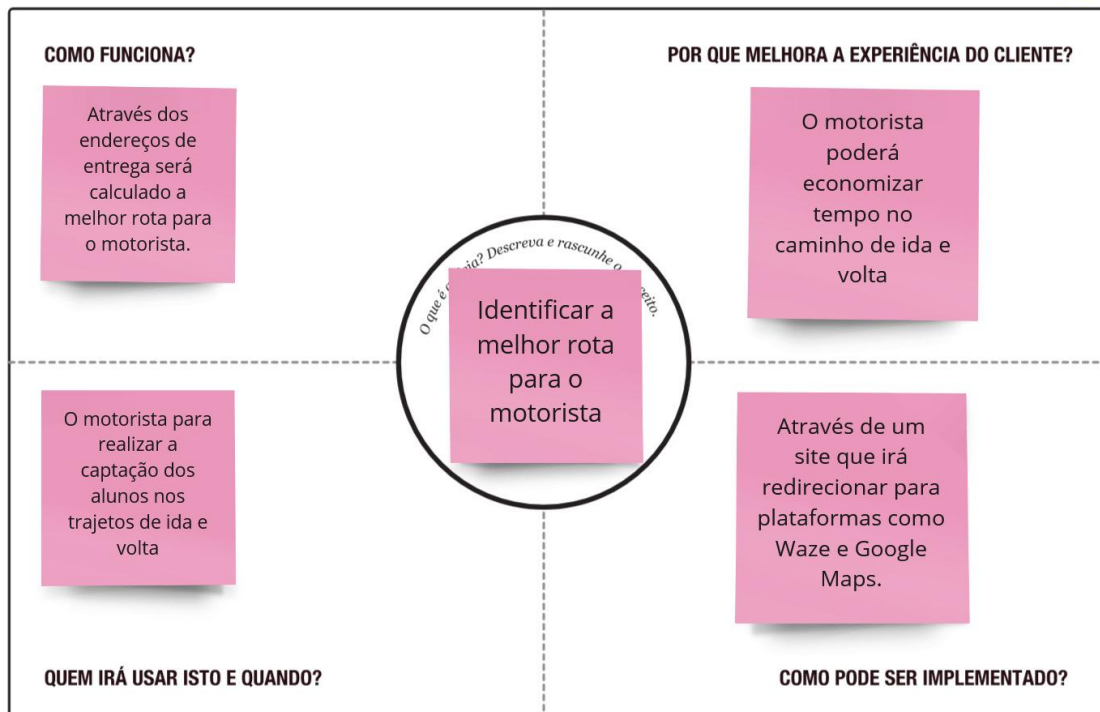 COMO FUNCIONA?
Através dos
endereços de
entrega será
calculado a
melhor rota para
o motorista.
POR QUE MELHORA A EXPERIÊNCIA DO CLIENTE?
O motorista
poderá
economizar
tempo no
caminho de ida e
volta
O que é Descreva e rascunhe o
Identificar a
melhor rota
para o
motorista
O motorista para
realizar a
captação dos
alunos nos
trajetos de ida e
volta
QUEM IRÁ USAR ISTO E QUANDO?
Através de um
site que irá
redirecionar para
plataformas como
Waze e Google
Maps.
COMO PODE SER IMPLEMENTADO?